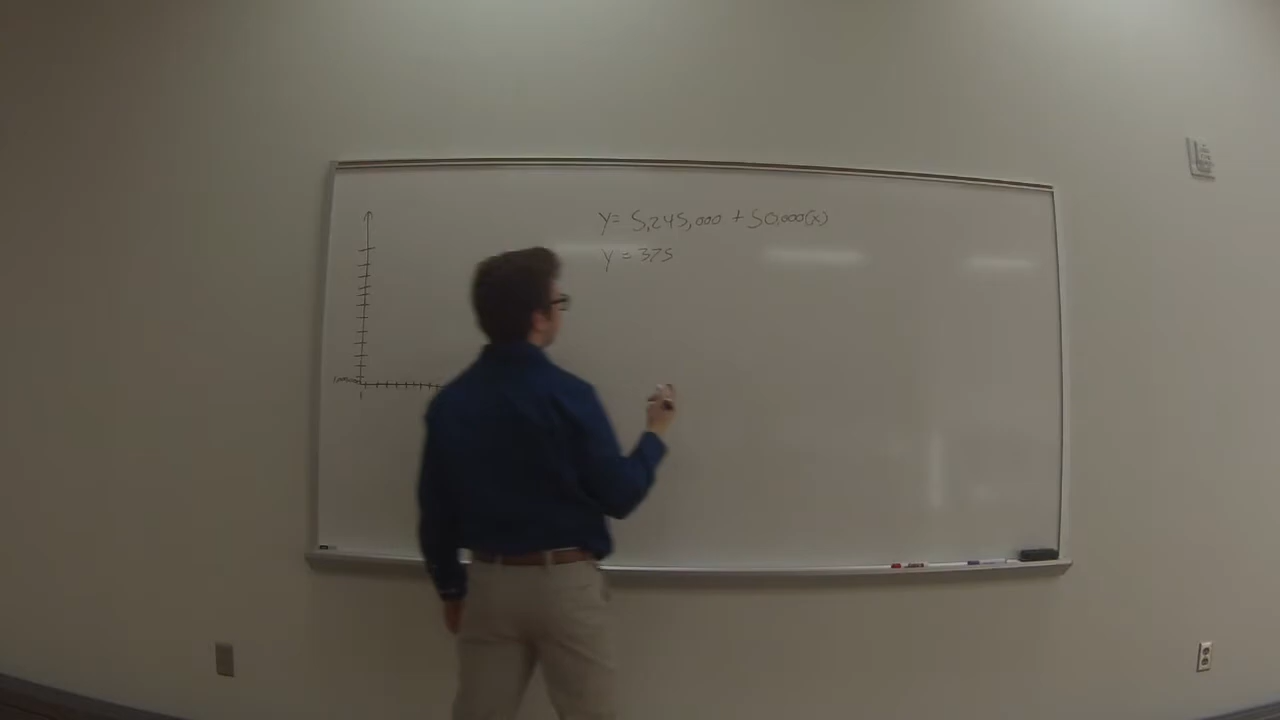 y= 5,245,000 + 50,000(x)
y = 375